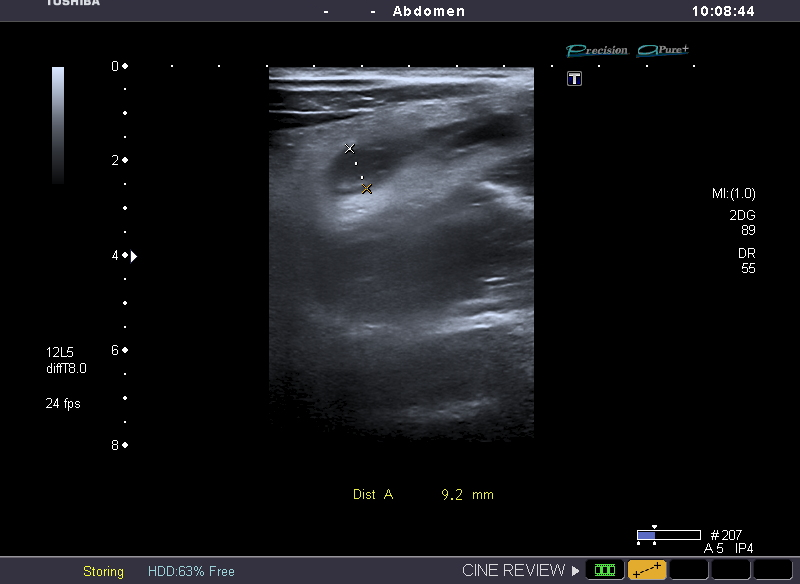 TOSHIBA
- - Abdomen 10:08:44
Precision APure+
T
0
2
MI:(1.0)
2DG
89
4
DR
55
6
12L5
diffT8.0
24 fps
8
Dist A 9.2 mm
#207
A 5 IP4
Storing HDD:63% Free CINE REVIEW